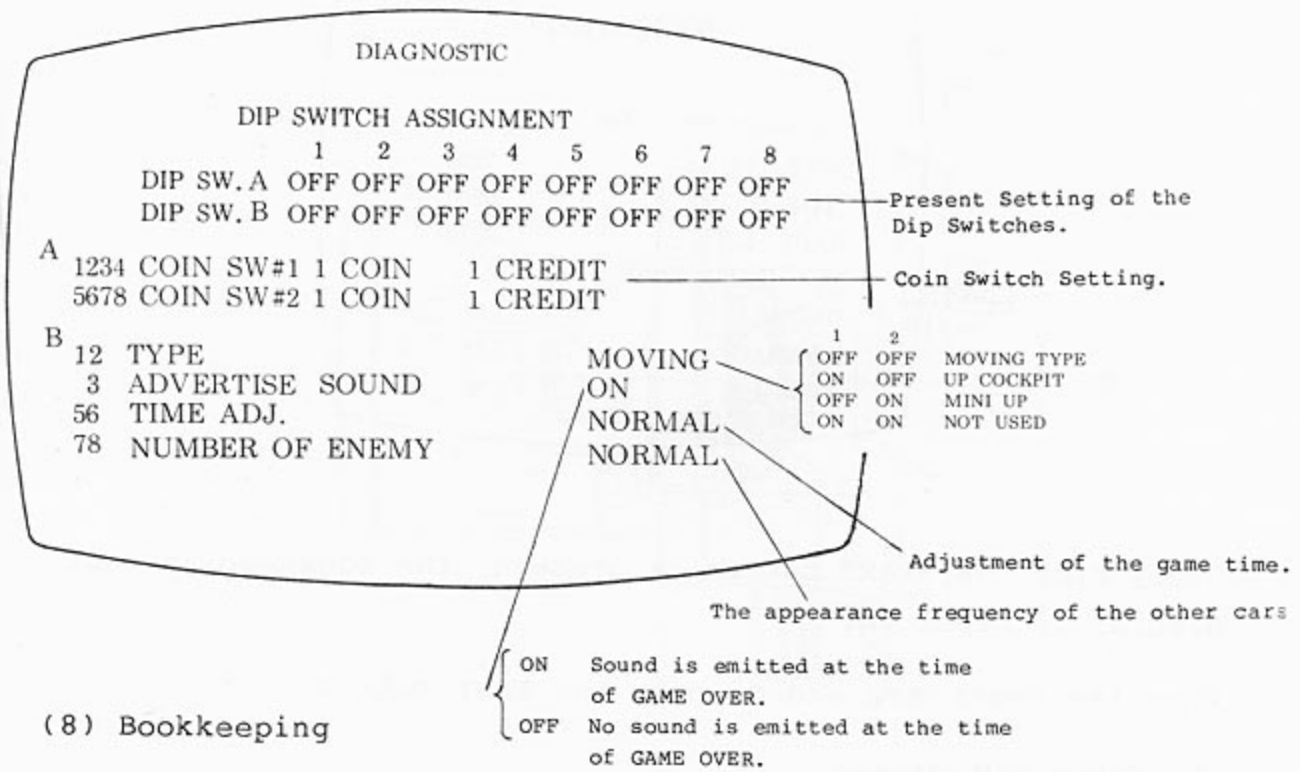 DIAGNOSTIC
DIP SWITCH ASSIGNMENT
1 2 3 4 5 6 7 8
DIP SW. A OFF OFF OFF OFF OFF OFF OFF OFF
DIP SW. B OFF OFF OFF OFF OFF OFF OFF OFF
Present Setting of the
Dip Switches.
A
1234 COIN SW#1 1 COIN 1 CREDIT
5678 COIN SW#2 1 COIN 1 CREDIT
Coin Switch Setting.
B
12 TYPE MOVING
3 ADVERTISE SOUND ON
56 TIME ADJ. NORMAL
78 NUMBER OF ENEMY NORMAL
1 2
OFF OFF MOVING TYPE
ON OFF UP COCKPIT
OFF ON MINI UP
ON ON NOT USED
Adjustment of the game time.
The appearance frequency of the other cars
ON Sound is emitted at the time
of GAME OVER.
OFF No sound is emitted at the time
of GAME OVER.
(8) Bookkeeping